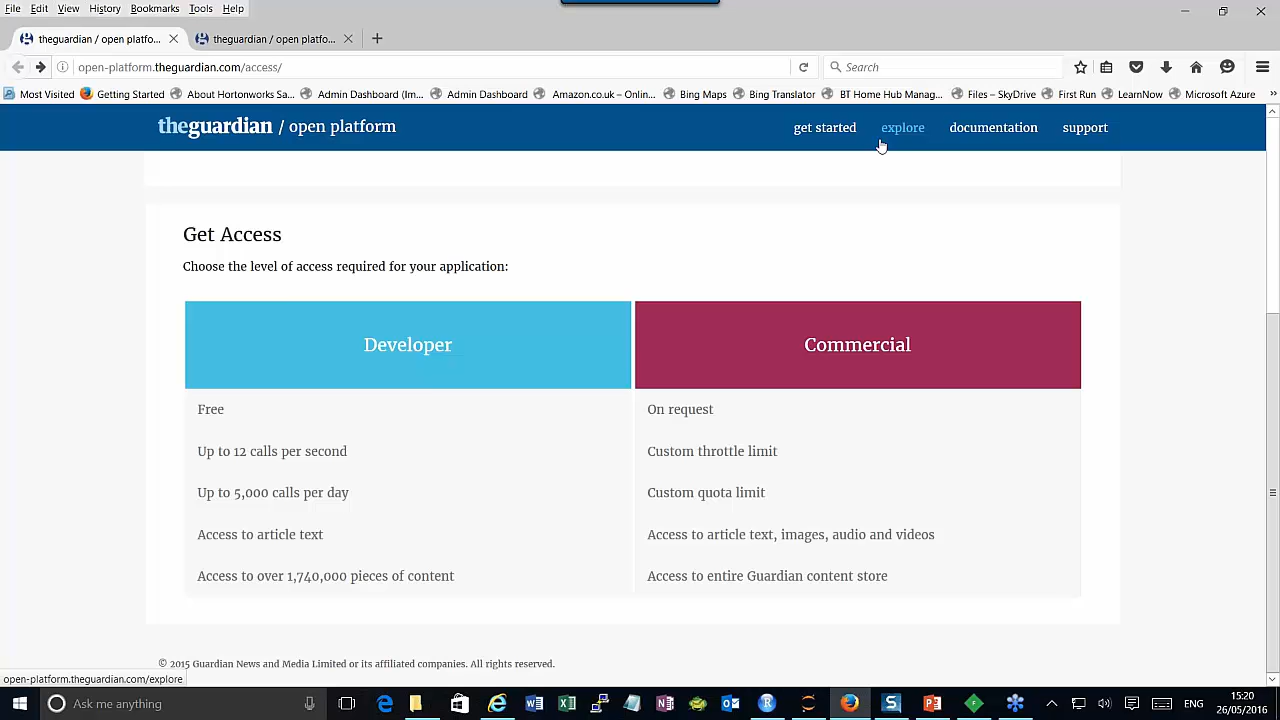 File Edit View History Bookmarks Tools Help
theguardian / open platfo...
theguardian / open platfo...
open-platform.theguardian.com/access/
Search
Most Visited Getting Started About Hortonworks Sa... Admin Dashboard (Im... Admin Dashboard Amazon.co.uk – Onlin... Bing Maps Bing Translator BT Home Hub Manag... Files – SkyDrive First Run LearnNow Microsoft Azure
theguardian / open platform
get started explore documentation support
Get Access
Choose the level of access required for your application:
Developer Commercial
Free On request
Up to 12 calls per second Custom throttle limit
Up to 5,000 calls per day Custom quota limit
Access to article text Access to article text, images, audio and videos
Access to over 1,740,000 pieces of content Access to entire Guardian content store
© 2015 Guardian News and Media Limited or its affiliated companies. All rights reserved.
open-platform.theguardian.com/explore
Ask me anything
ENG
15:20
26/05/2016